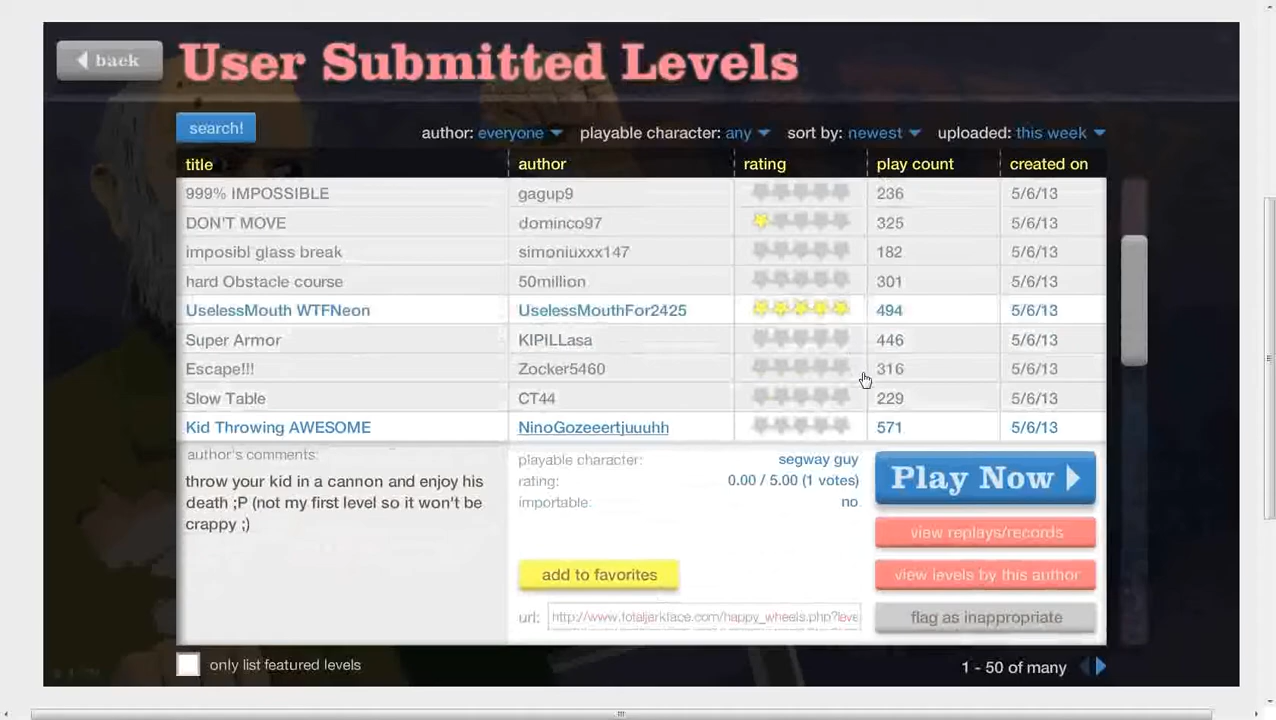 back
User Submitted Levels
search!
author: everyone playable character: any sort by: newest uploaded: this week
title author rating play count created on
999% IMPOSSIBLE gagup9 236 5/6/13
DON'T MOVE dominco97 325 5/6/13
imposibl glass break simoniuxxx147 182 5/6/13
hard Obstacle course 50million 301 5/6/13
UselessMouth WTFNeon UselessMouthFor2425 494 5/6/13
Super Armor KIPILLasa 446 5/6/13
Escape!!! Zocker5460 316 5/6/13
Slow Table CT44 229 5/6/13
Kid Throwing AWESOME NinoGozeeertjuuuhh 571 5/6/13
author's comments:
throw your kid in a cannon and enjoy his
death ;P (not my first level so it won't be
crappy ;)
playable character: segway guy
rating: 0.00 / 5.00 (1 votes)
importable: no
add to favorites
url: http://www.totaljerkface.com/happy_wheels.php?leve
Play Now
view replays/records
view levels by this author
flag as inappropriate
only list featured levels
1 - 50 of many